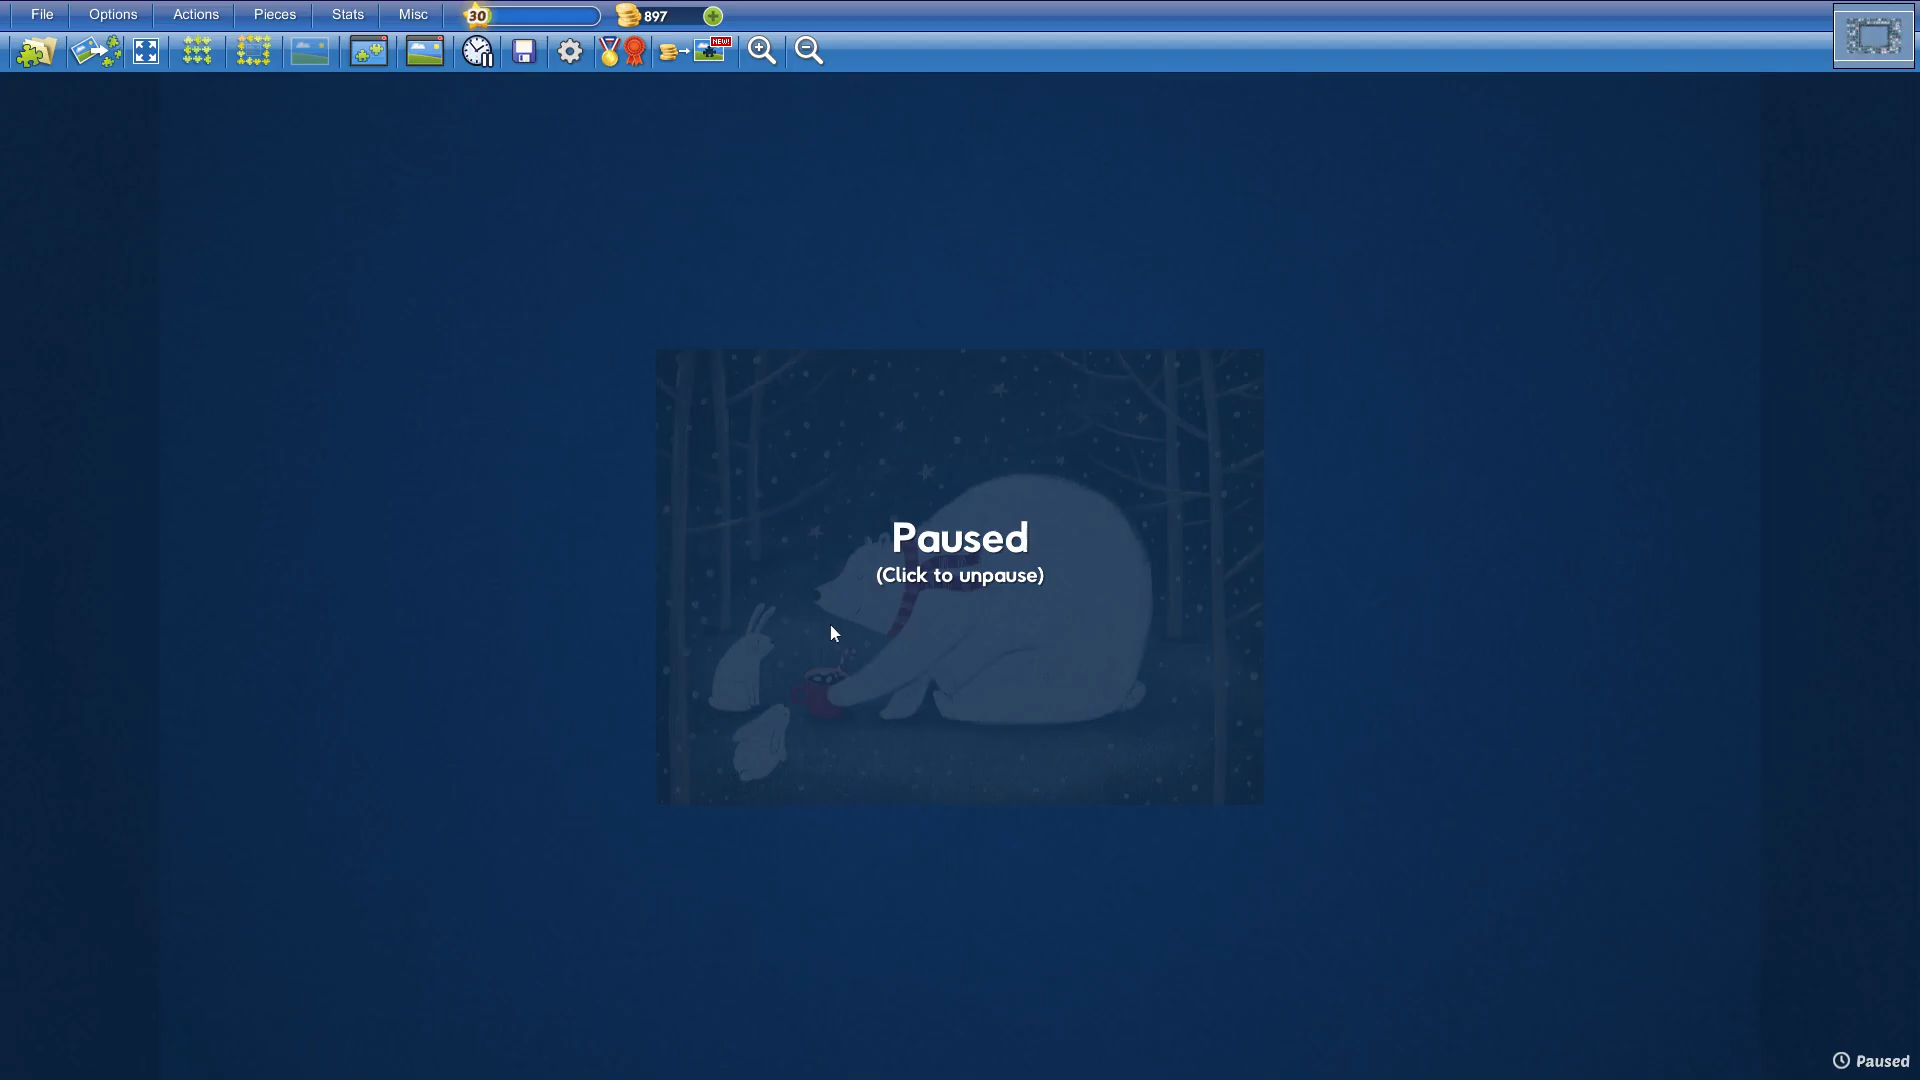 File Options Actions Pieces Stats Misc 30 897
NEW!
Paused
(Click to unpause)
Paused